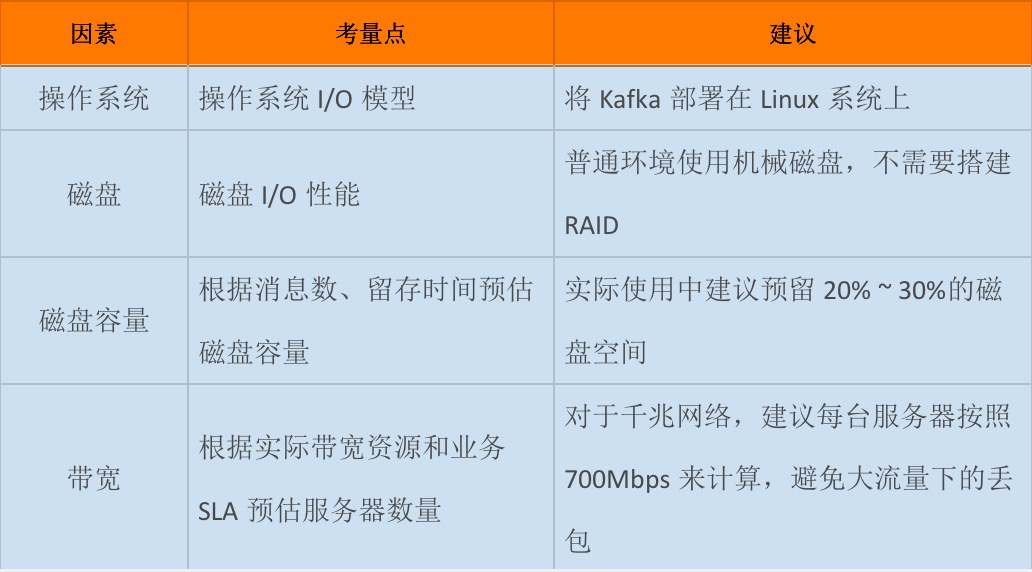 因素 考量点 建议
操作系统 操作系统 I/O 模型 将 Kafka 部署在 Linux 系统上
磁盘 磁盘 I/O 性能 普通环境使用机械磁盘，不需要搭建
RAID
磁盘容量 根据消息数、留存时间预估
磁盘容量
实际使用中建议预留 20% ~ 30%的磁
盘空间
带宽 根据实际带宽资源和业务
SLA 预估服务器数量
对于千兆网络，建议每台服务器按照
700Mbps 来计算，避免大流量下的丢
包